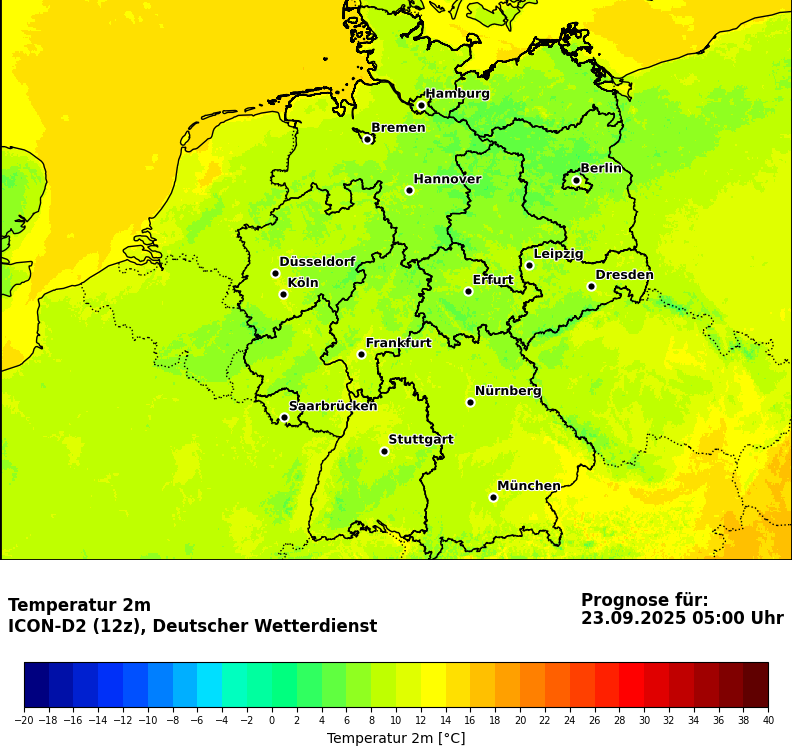 Hamburg
Bremen
Berlin
Hannover
Leipzig
Düsseldorf
Dresden
Köln
Erfurt
Frankfurt
Nürnberg
Saarbrücken
Stuttgart
München
Temperatur 2m
ICON-D2 (12z), Deutscher Wetterdienst
Prognose für:
23.09.2025 05:00 Uhr
−20 −18 −16 −14 −12 −10 −8 −6 −4 −2 0 2 4 6 8 10 12 14 16 18 20 22 24 26 28 30 32 34 36 38 40
Temperatur 2m [°C]